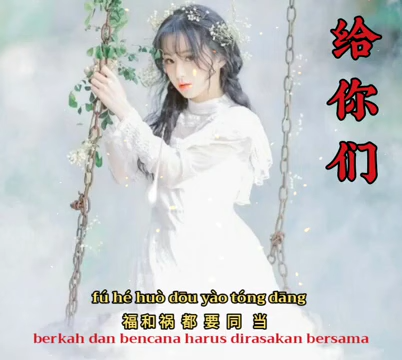 给你们
fú hé huò dōu yào tóng dāng
福和祸都要同当
berkah dan bencana harus dirasakan bersama